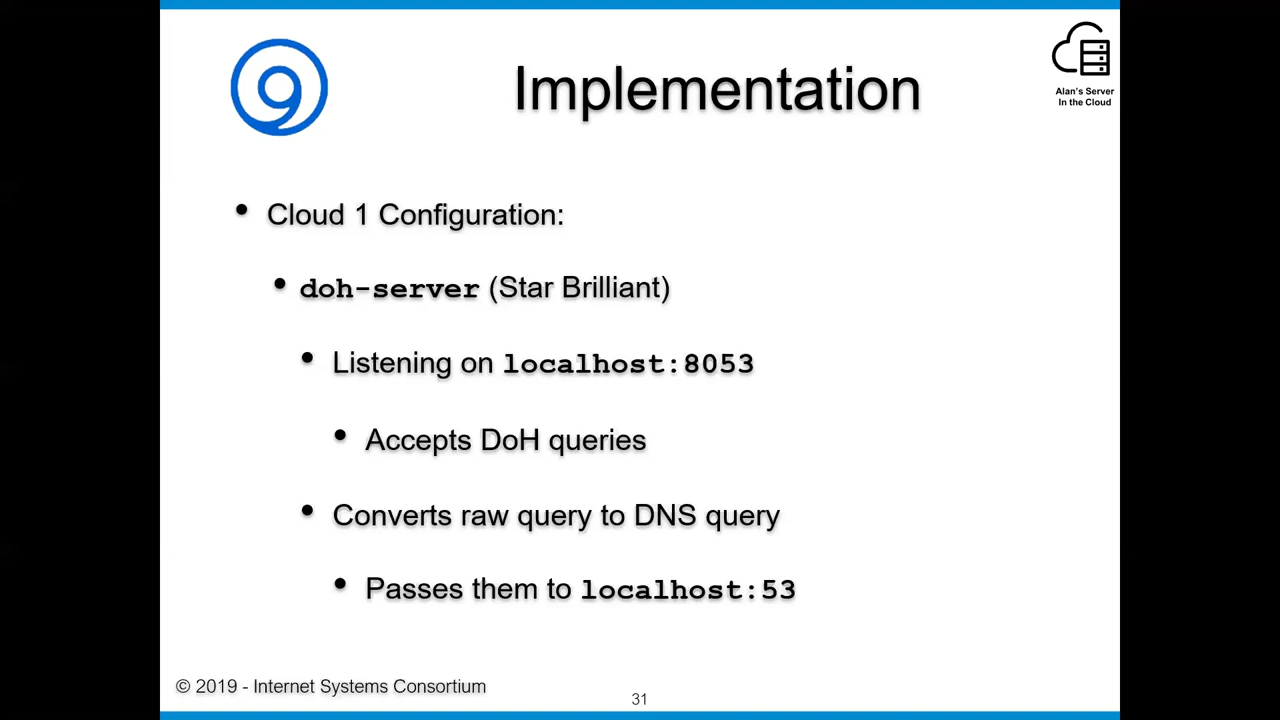 9
Implementation
Alan's Server
In the Cloud
• Cloud 1 Configuration:
• doh-server (Star Brilliant)
• Listening on localhost:8053
• Accepts DoH queries
• Converts raw query to DNS query
• Passes them to localhost:53
© 2019 - Internet Systems Consortium
31